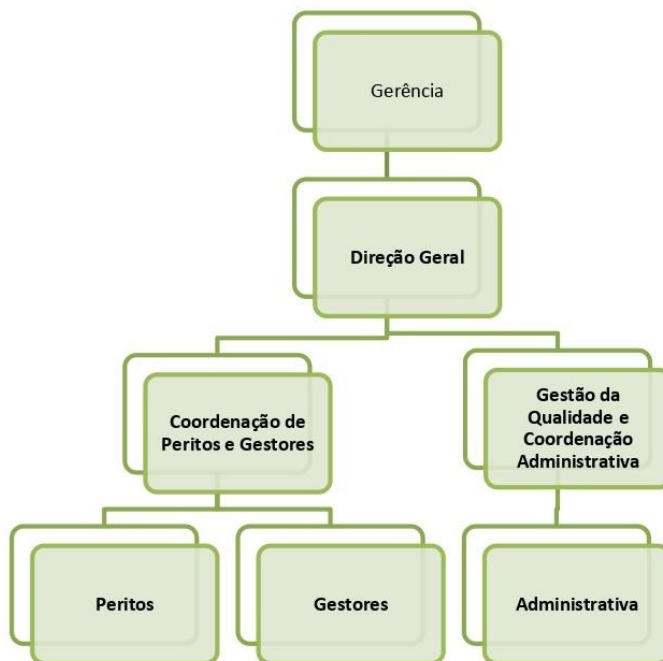 Gerência
Direção Geral
Coordenação de
Peritos e Gestores
Gestão da
Qualidade e
Coordenação
Administrativa
Peritos
Gestores
Administrativa